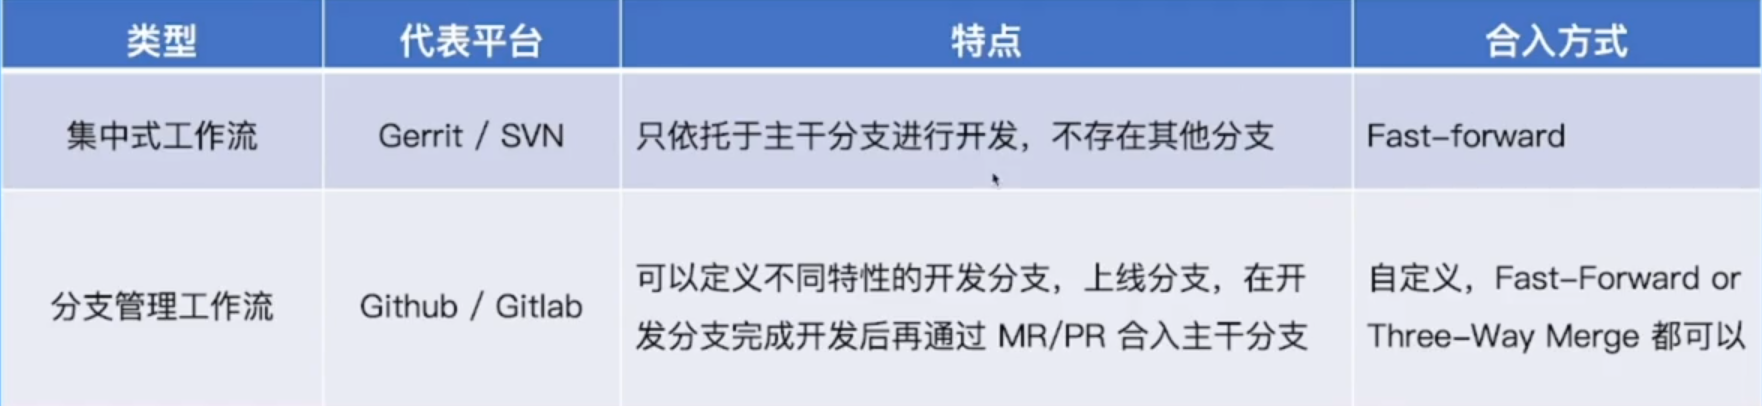 类型 代表平台 特点 合入方式
集中式工作流 Gerrit / SVN 只依托于主干分支进行开发，不存在其他分支 Fast-forward
分支管理工作流 Github / Gitlab 可以定义不同特性的开发分支，上线分支，在开
发分支完成开发后再通过 MR/PR 合入主干分支
自定义，Fast-Forward or
Three-Way Merge 都可以